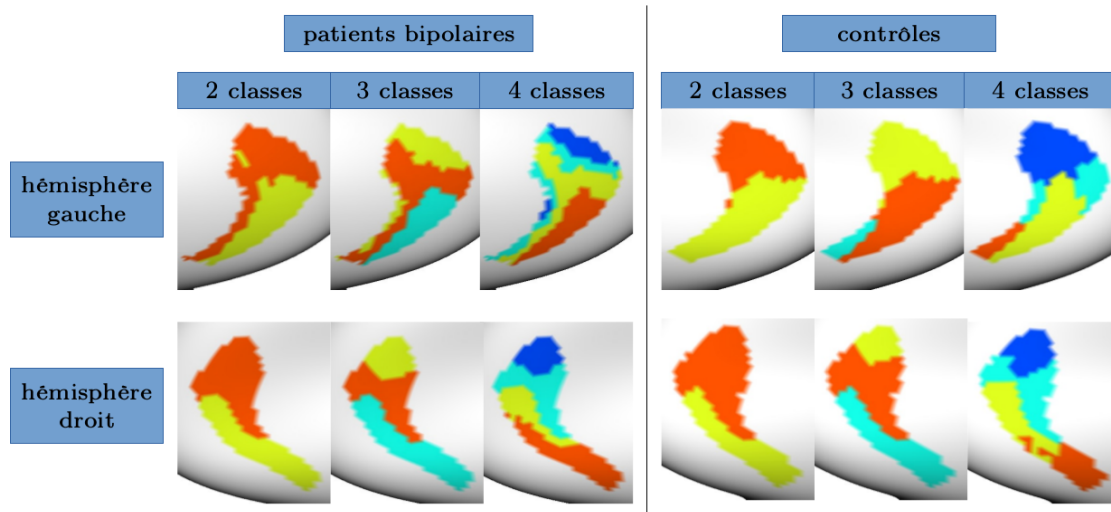 patients bipolaires
contrôles
2 classes
3 classes
4 classes
2 classes
3 classes
4 classes
hémisphère
gauche
hémisphère
droit